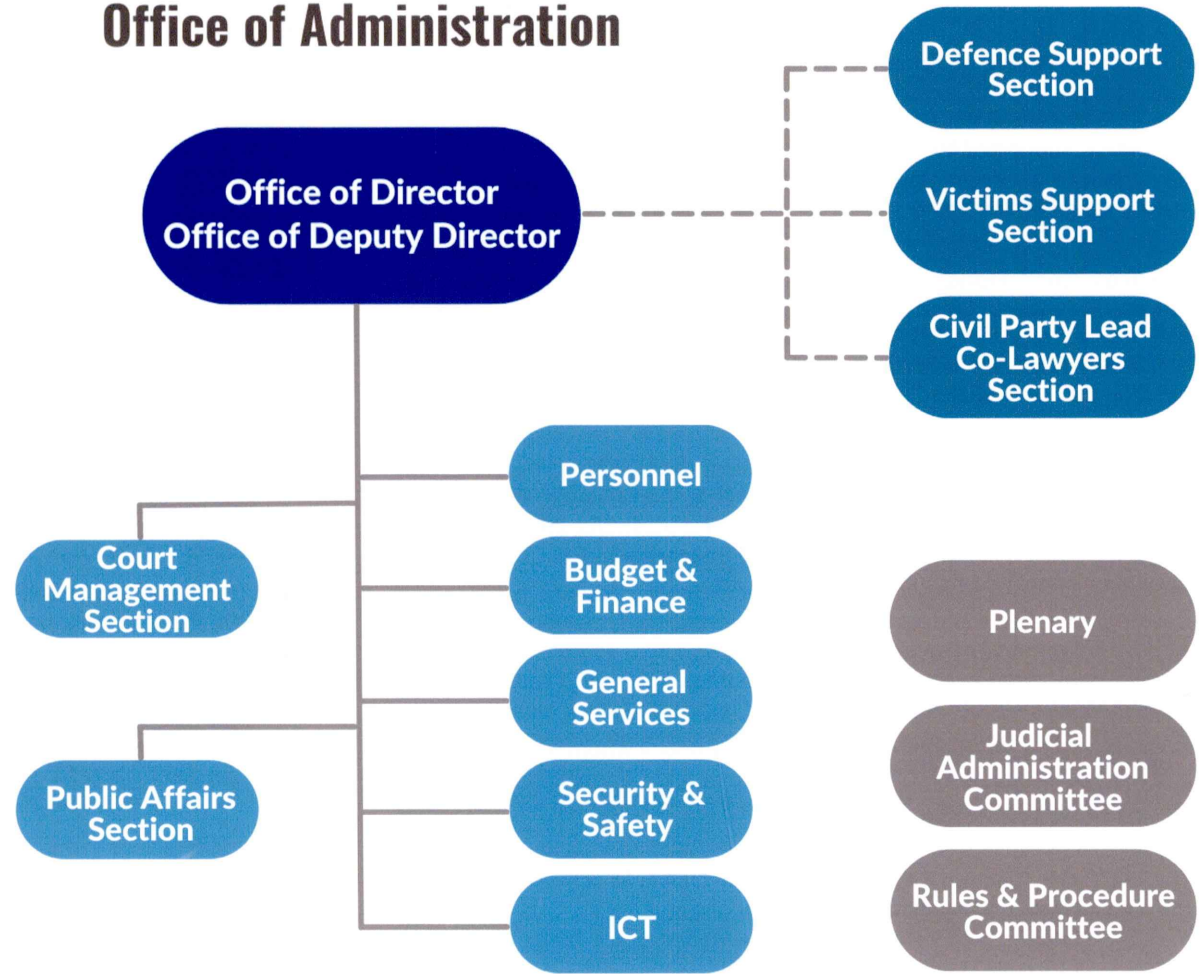 Office of Administration
Defence Support
Section
Office of Director
Office of Deputy Director
Victims Support
Section
Civil Party Lead
Co-Lawyers
Section
Personnel
Court
Management
Section
Budget &
Finance
General
Services
Public Affairs
Section
Security &
Safety
ICT
Plenary
Judicial
Administration
Committee
Rules & Procedure
Committee